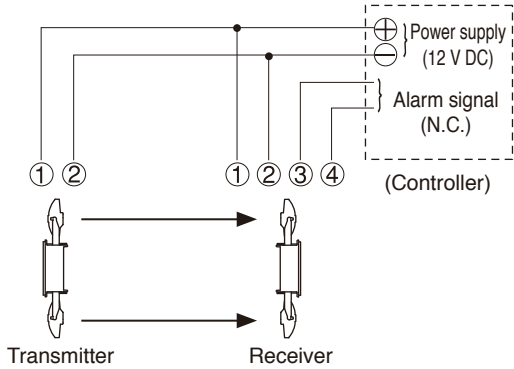 ⊕ Power supply
⊖ (12 V DC)
Alarm signal
(N.C.)
① ② ① ② ③ ④
(Controller)
Transmitter Receiver